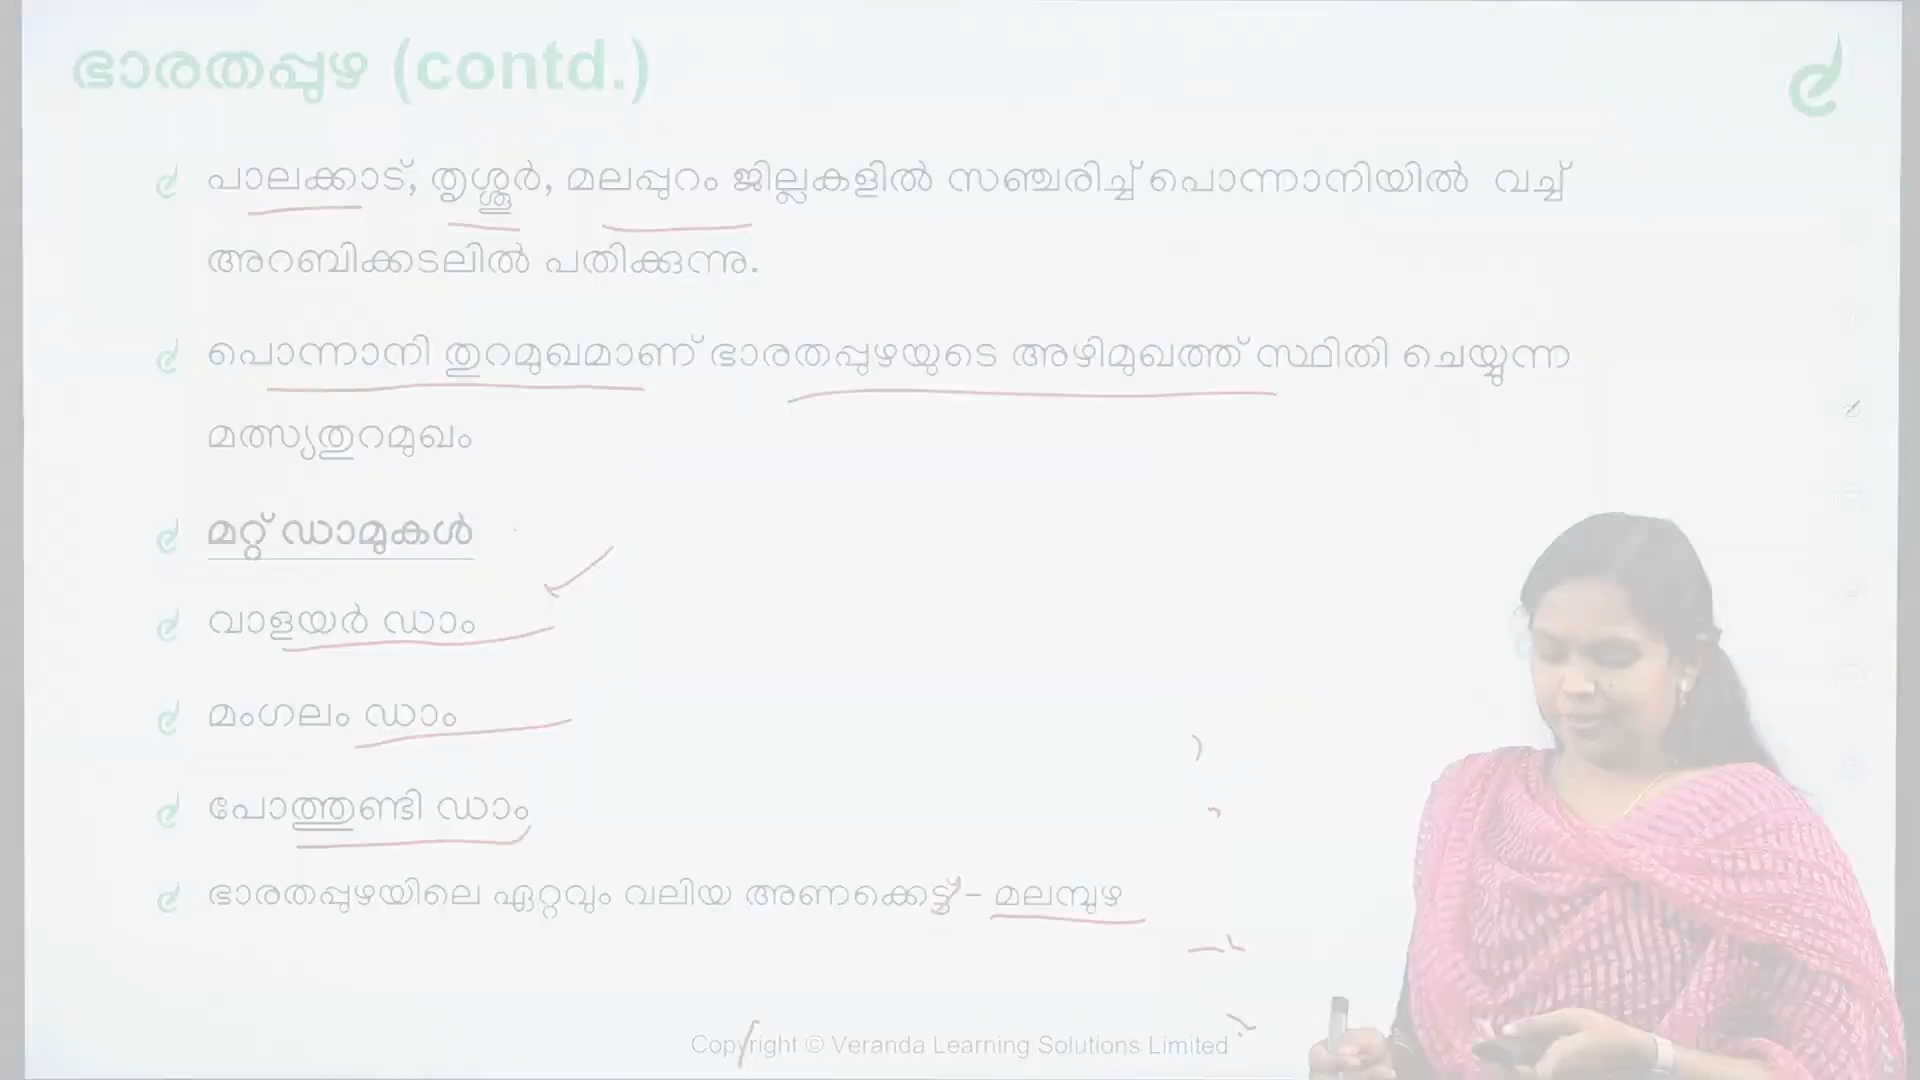 ഭാരതപ്പുഴ (contd.)
പാലക്കാട്, തൃശ്ശൂർ, മലപ്പുറം ജില്ലകളിൽ സഞ്ചരിച്ച് പൊന്നാനിയിൽ വച്ച്
അറബിക്കടലിൽ പതിക്കുന്നു.
പൊന്നാനി തുറമുഖമാണ് ഭാരതപ്പുഴയുടെ അഴിമുഖത്ത് സ്ഥിതി ചെയ്യുന്ന
മത്സ്യതുറമുഖം
മറ്റ് ഡാമുകൾ
വാളയർ ഡാം
മംഗലം ഡാം
പോത്തുണ്ടി ഡാം
ഭാരതപ്പുഴയിലെ ഏറ്റവും വലിയ അണക്കെട്ട് – മലമ്പുഴ
Copyright © Veranda Learning Solutions Limited